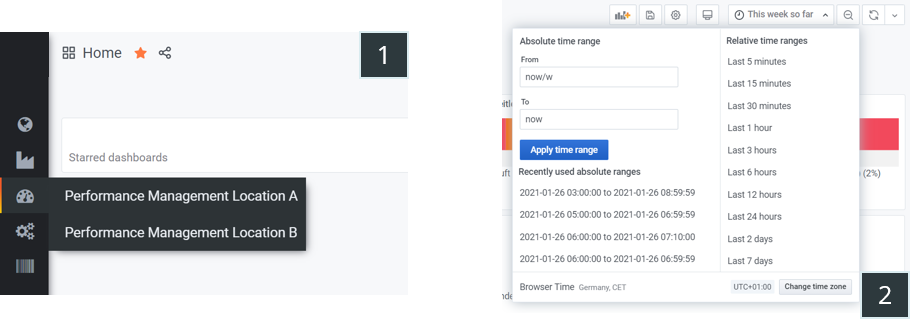 Home
1
Starred dashboards
Performance Management Location A
Performance Management Location B
This week so far
Absolute time range
From
now/w
To
now
Apply time range
Recently used absolute ranges
2021-01-26 03:00:00 to 2021-01-26 08:59:59
2021-01-26 05:00:00 to 2021-01-26 06:59:59
2021-01-26 06:00:00 to 2021-01-26 07:10:00
2021-01-26 06:00:00 to 2021-01-26 06:59:59
Relative time ranges
Last 5 minutes
Last 15 minutes
Last 30 minutes
Last 1 hour
Last 3 hours
Last 6 hours
Last 12 hours
Last 24 hours
Last 2 days
Last 7 days
(2%)
Browser Time Germany, CET
UTC+01:00
Change time zone
2